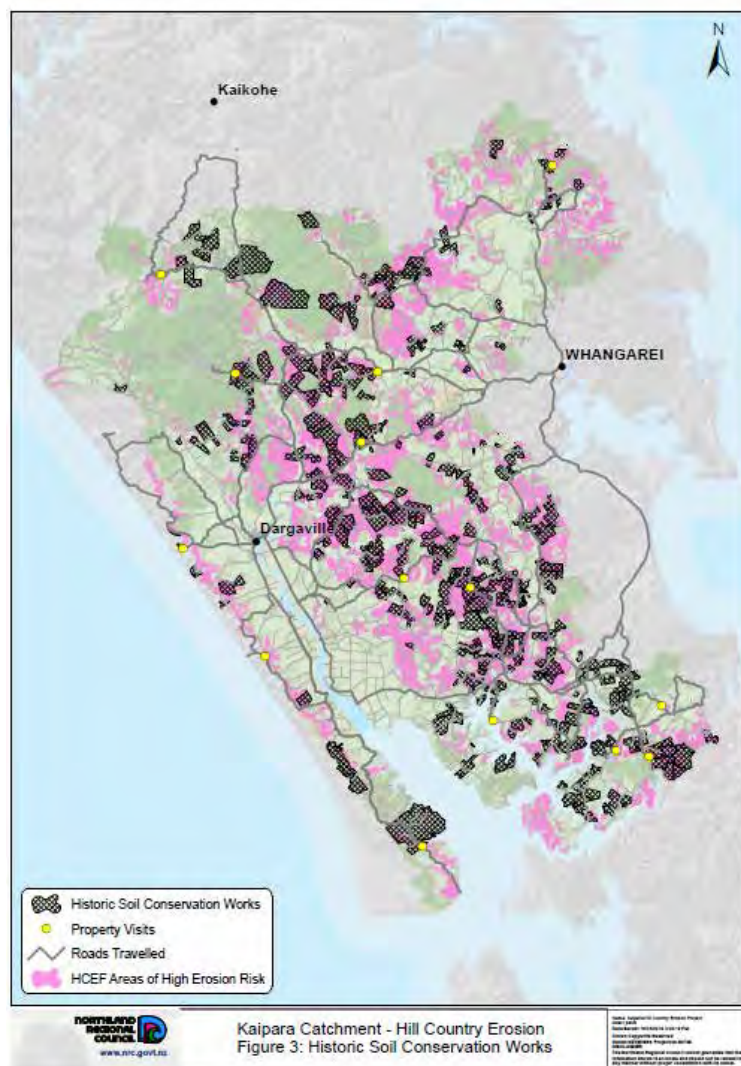 N
Kaikohe
WHANGAREI
Dargaville
Historic Soil Conservation Works
Property Visits
Roads Travelled
HCEF Areas of High Erosion Risk
NORTHLAND
REGIONAL
COUNCIL
www.nrc.govt.nz
Kaipara Catchment - Hill Country Erosion
Figure 3: Historic Soil Conservation Works